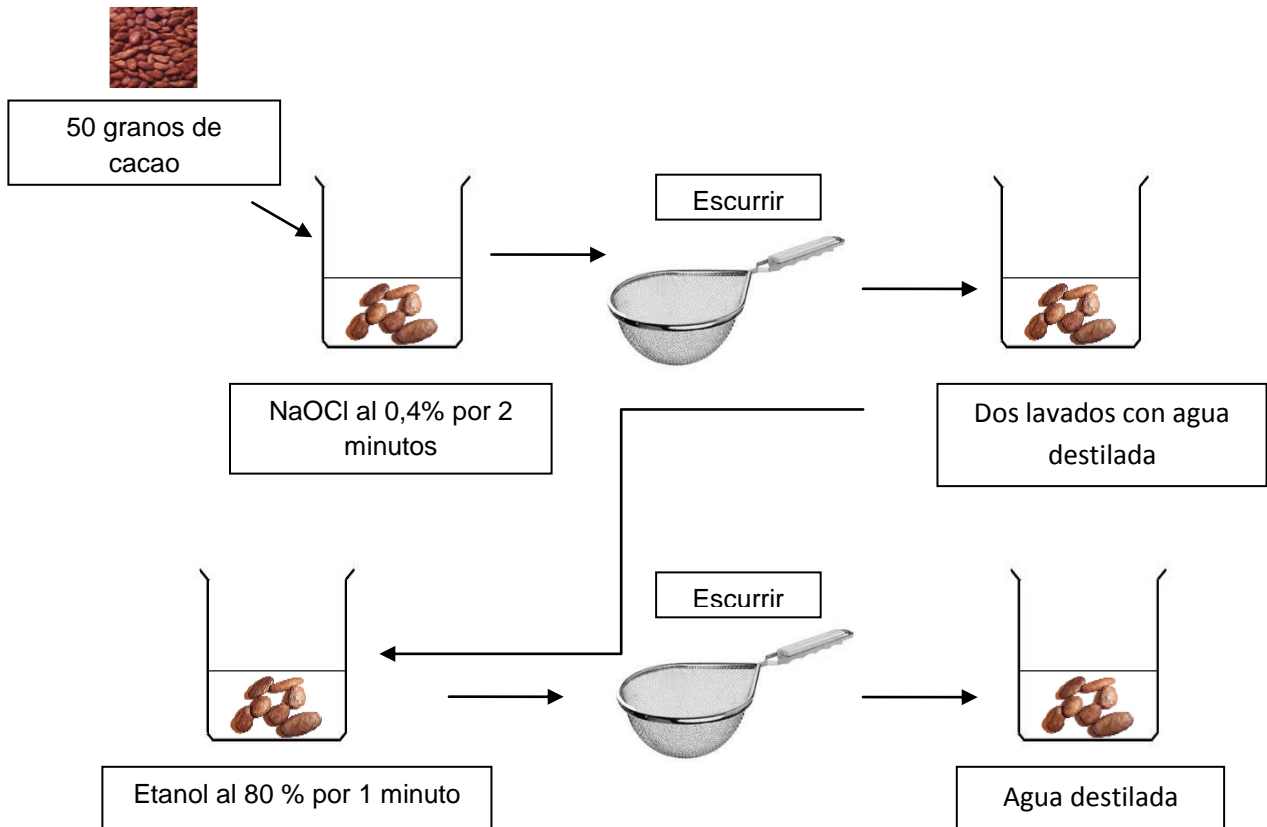 50 granos de
cacao
Escurrir
NaOCl al 0,4% por 2
minutos
Dos lavados con agua
destilada
Escurrir
Etanol al 80 % por 1 minuto
Agua destilada